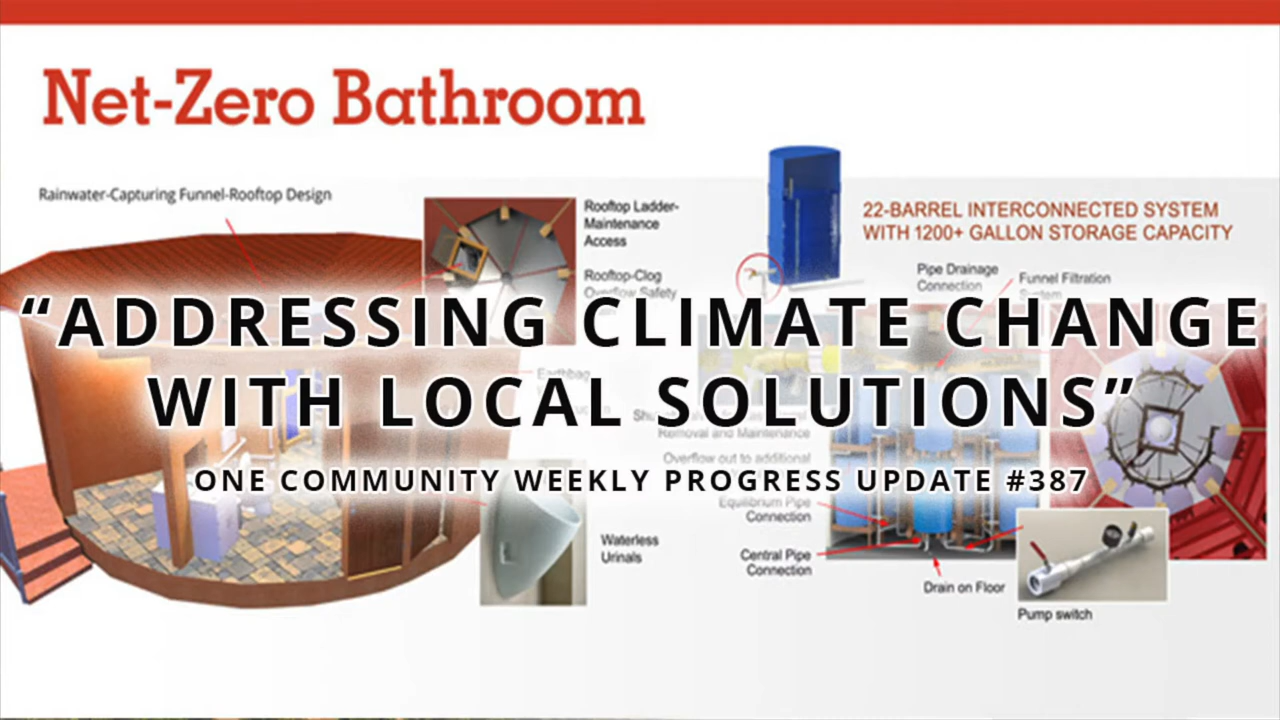 Net-Zero Bathroom
Rainwater-Capturing Funnel-Rooftop Design
Rooftop Ladder-
Maintenance
Access
Rooftop-Clog
Overflow Safety
22-BARREL INTERCONNECTED SYSTEM
WITH 1200+ GALLON STORAGE CAPACITY
Pipe Drainage
Connection
Funnel Filtration
System
“ADDRESSING CLIMATE CHANGE
WITH LOCAL SOLUTIONS”
ONE COMMUNITY WEEKLY PROGRESS UPDATE #387
Earthbag
Removal and Maintenance
Overflow out to additional
Equilibrium Pipe
Connection
Waterless
Urinals
Central Pipe
Connection
Drain on Floor
Pump switch